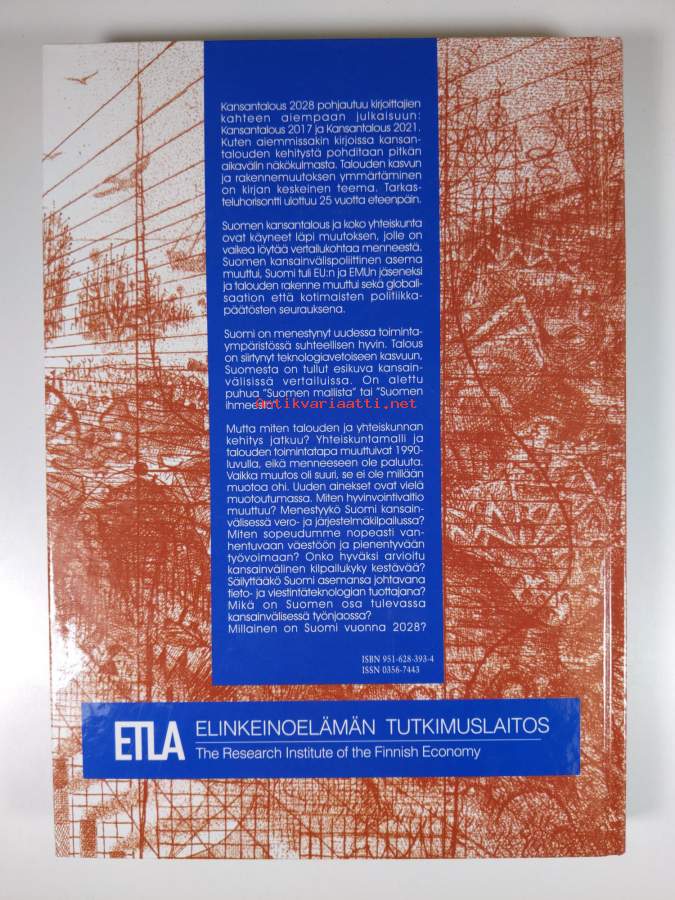 Kansantalous 2028 pohjautuu kirjoittajien
kahteen aiempaan julkaisuun:
Kansantalous 2017 ja Kansantalous 2021.
Kuten aiemmissakin kirjoissa kansan-
talouden kehitystä pohditaan pitkän
aikavälin näkökulmasta. Talouden kasvun
ja rakennemuutoksen ymmärtäminen
on kirjan keskeinen teema. Tarkas-
teluhorisontti ulottuu 25 vuotta eteenpäin.
Suomen kansantalous ja koko yhteiskunta
ovat käyneet läpi muutoksen, jolle on
vaikea löytää vertailukohtaa menneestä.
Suomen kansainvälispoliittinen asema
muuttui, Suomi tuli EU:n ja EMUn jäseneksi
ja talouden rakenne muuttui sekä globali-
saation että kotimaisten politiikka-
päätösten seurauksena.
Suomi on menestynyt uudessa toiminta-
ympäristössä suhteellisen hyvin. Talous
on siirtynyt teknologiavetoiseen kasvuun,
Suomesta on tullut esikuva kansain-
välisissä vertailuissa. On alettu
puhua "Suomen mallista" tai "Suomen
ihmeestä".
Antikvariaatti.net
Mutta miten talouden ja yhteiskunnan
kehitys jatkuu? Yhteiskuntamalli ja
talouden toimintatapa muuttuivat 1990-
luvulla, eikä menneeseen ole paluuta.
Vaikka muutos oli suuri, se ei ole millään
muotoa ohi. Uuden ainekset ovat vielä
muotoutumassa. Miten hyvinvointivaltio
muuttuu? Menestyykö Suomi kansain-
välisessä vero- ja järjestelmäkilpailussa?
Miten sopeudumme nopeasti van-
hentuvaan väestöön ja pienentyvään
työvoimaan? Onko hyväksi arvioitu
kansainvälinen kilpailukyky kestävää?
Säilyttääkö Suomi asemansa johtavana
tieto- ja viestintäteknologian tuottajana?
Mikä on Suomen osa tulevassa
kansainvälisessä työnjaossa?
Millainen on Suomi vuonna 2028?
ISBN 951-628-393-4
ISSN 0356-7443
ETLA
ELINKEINOELÄMÄN TUTKIMUSLAITOS
The Research Institute of the Finnish Economy